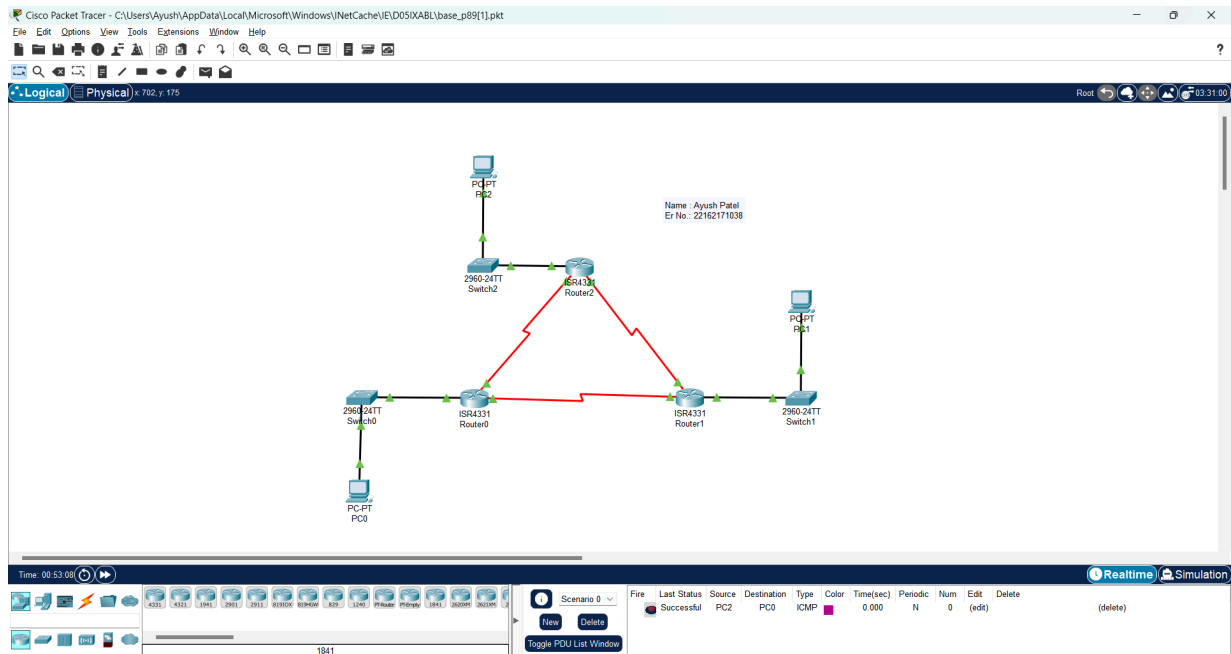 Cisco Packet Tracer - C:\Users\Ayush\AppData\Local\Microsoft\Windows\INetCache\IE\D05IXABL\base_p89[1].pkt
File Edit Options View Tools Extensions Window Help
?
Logical Physical x: 702, y: 175
Root 03:31:00
PC-PT
PC2
Name : Ayush Patel
Er No.: 22162171038
2960-24TT
Switch2
ISR4331
Router2
PC-PT
PC1
2960-24TT
Switch0
ISR4331
Router0
ISR4331
Router1
2960-24TT
Switch1
PC-PT
PC0
Time: 00:53:08
Realtime Simulation
4331 4321 1941 2901 2911 819IOX 819HGW 829 1240 PT-Router PT-Empty 1841 2620XM 2621XM
1841
Scenario 0
New Delete
Toggle PDU List Window
Fire Last Status Source Destination Type Color Time(sec) Periodic Num Edit Delete
Successful PC2 PC0 ICMP 0.000 N 0 (edit) (delete)